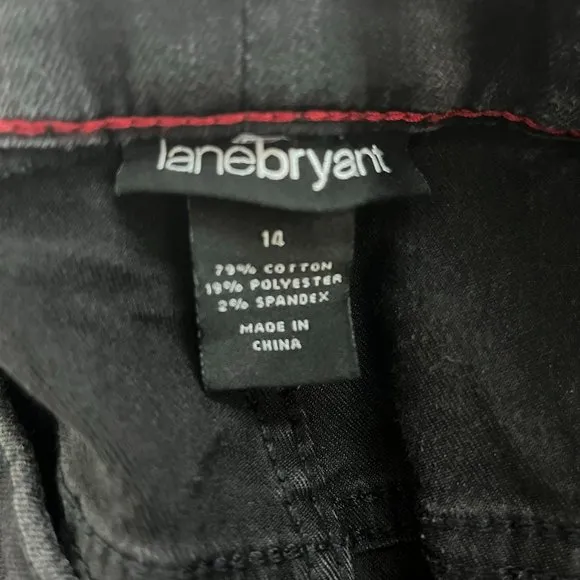 lanebryant
14
79% COTTON
19% POLYESTER
2% SPANDEX
MADE IN
CHINA